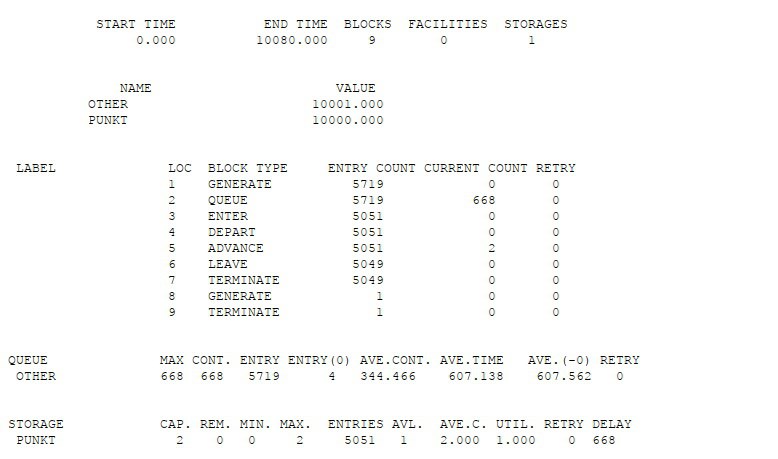 START TIME END TIME BLOCKS FACILITIES STORAGES
0.000 10080.000 9 0 1
NAME VALUE
OTHER 10001.000
PUNKT 10000.000
LABEL LOC BLOCK TYPE ENTRY COUNT CURRENT COUNT RETRY
1 GENERATE 5719 0 0
2 QUEUE 5719 668 0
3 ENTER 5051 0 0
4 DEPART 5051 0 0
5 ADVANCE 5051 2 0
6 LEAVE 5049 0 0
7 TERMINATE 5049 0 0
8 GENERATE 1 0 0
9 TERMINATE 1 0 0
QUEUE MAX CONT. ENTRY ENTRY(0) AVE.CONT. AVE.TIME AVE.(-0) RETRY
OTHER 668 668 5719 4 344.466 607.138 607.562 0
STORAGE CAP. REM. MIN. MAX. ENTRIES AVL. AVE.C. UTIL. RETRY DELAY
PUNKT 2 0 0 2 5051 1 2.000 1.000 0 668